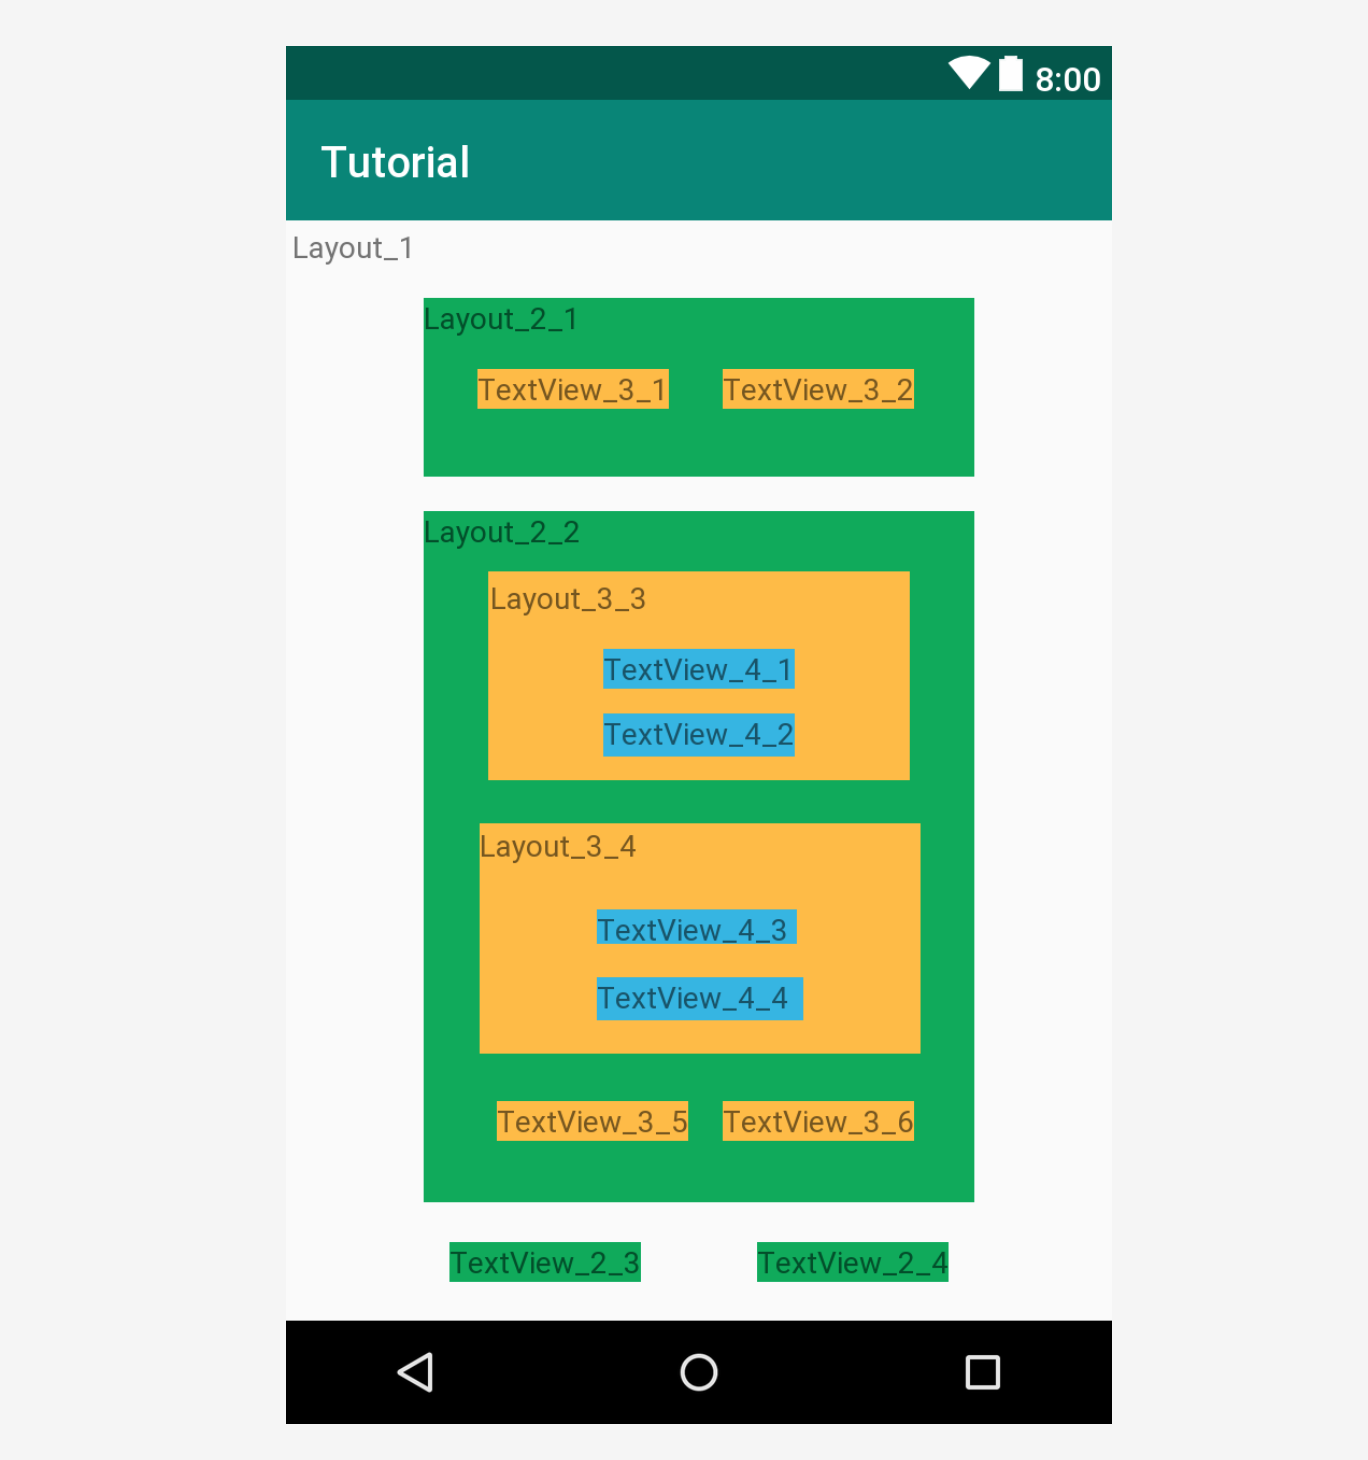 8:00
Tutorial
Layout_1
Layout_2_1
TextView_3_1 TextView_3_2
Layout_2_2
Layout_3_3
TextView_4_1
TextView_4_2
Layout_3_4
TextView_4_3
TextView_4_4
TextView_3_5 TextView_3_6
TextView_2_3 TextView_2_4